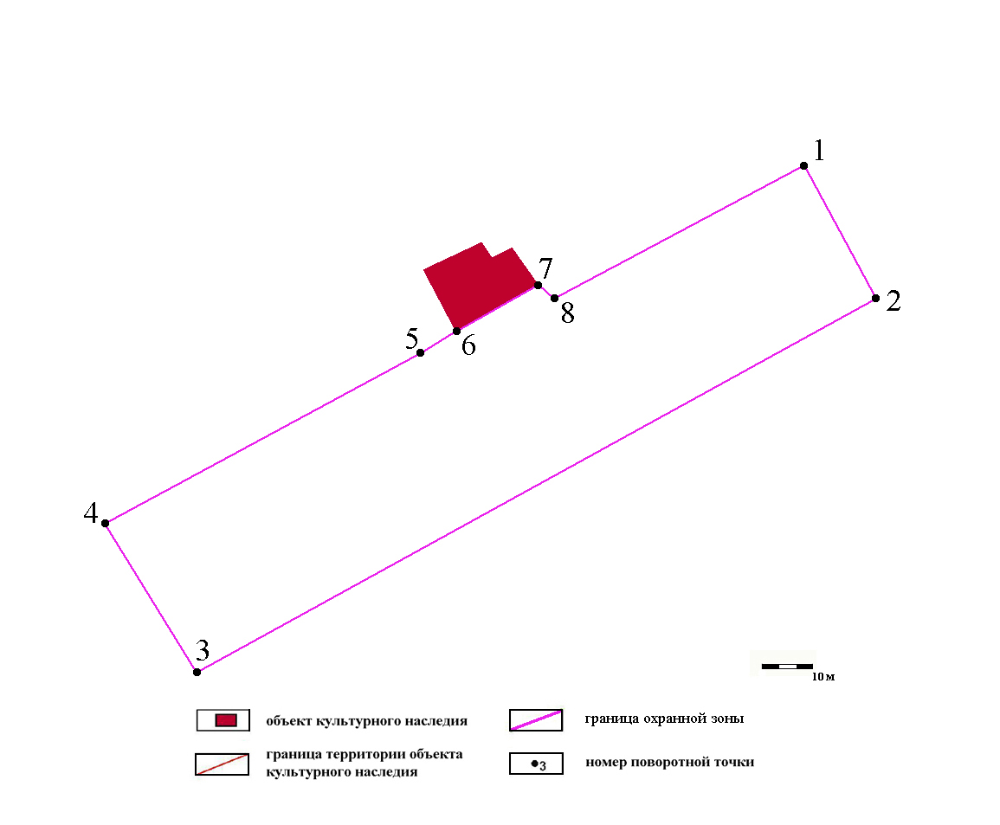 1
2
7
8
5
6
4
3
10 м
объект культурного наследия
граница охранной зоны
граница территории объекта
культурного наследия
3
номер поворотной точки